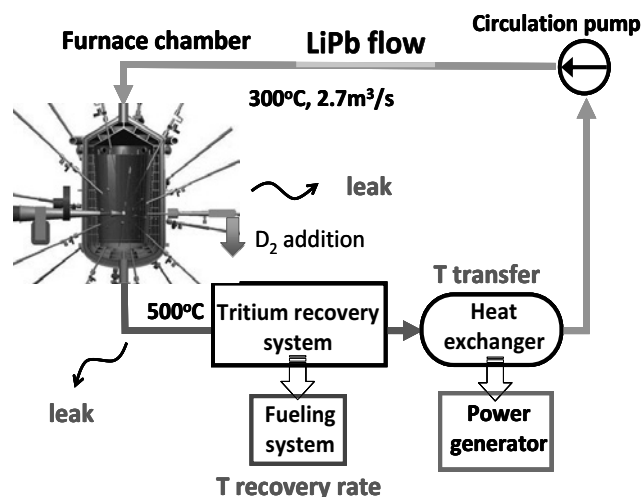 Circulation pump
Furnace chamber
LiPb flow
300°C, 2.7m³/s
leak
D₂ addition
T transfer
500°C
Tritium recovery
system
Heat
exchanger
leak
Fueling
system
Power
generator
T recovery rate